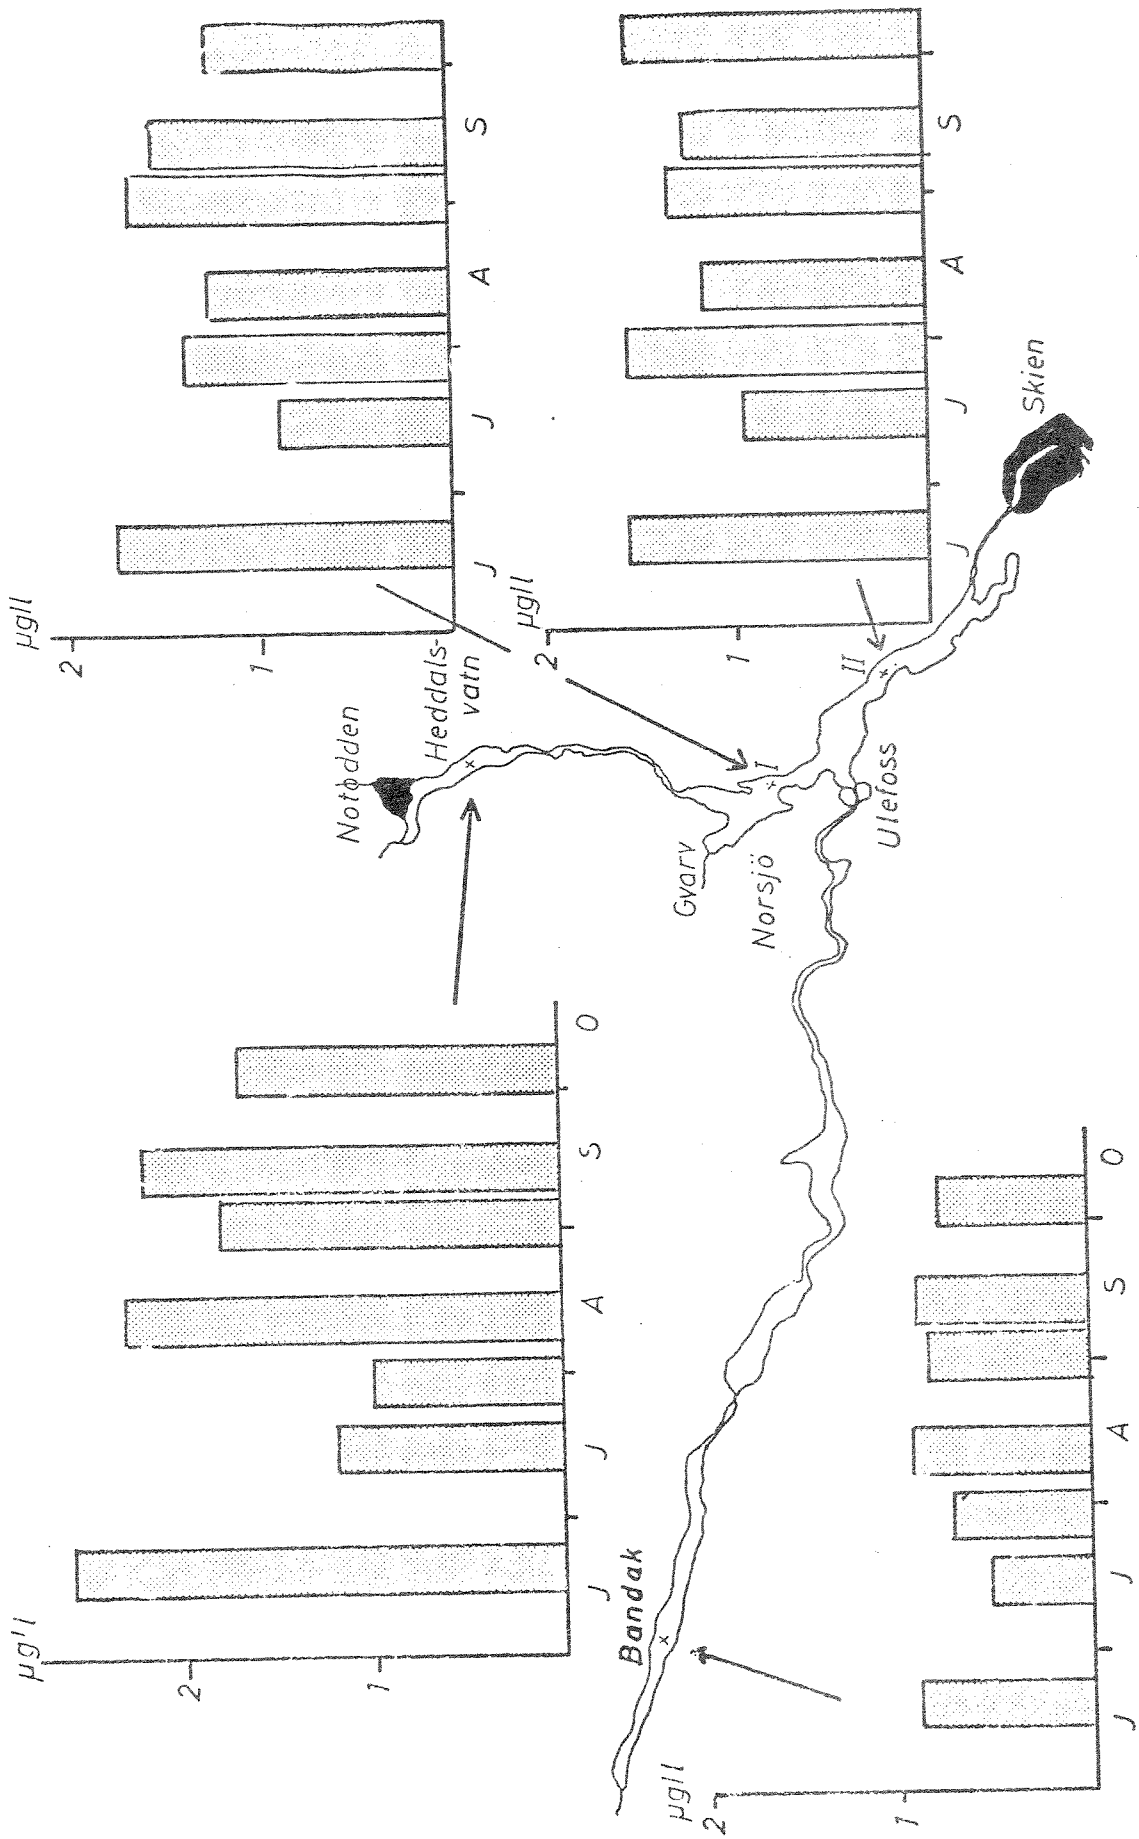 µg'l
2
1
J
J
A
S
O
µg/l
2
1
J
J
A
S
µg/l
2
1
J
J
A
S
µg/l
2
1
J
J
A
S
O
Notodden
Heddals-
vatn
Gvarv
Norsjö
I
II
Ulefoss
Skien
Bandak